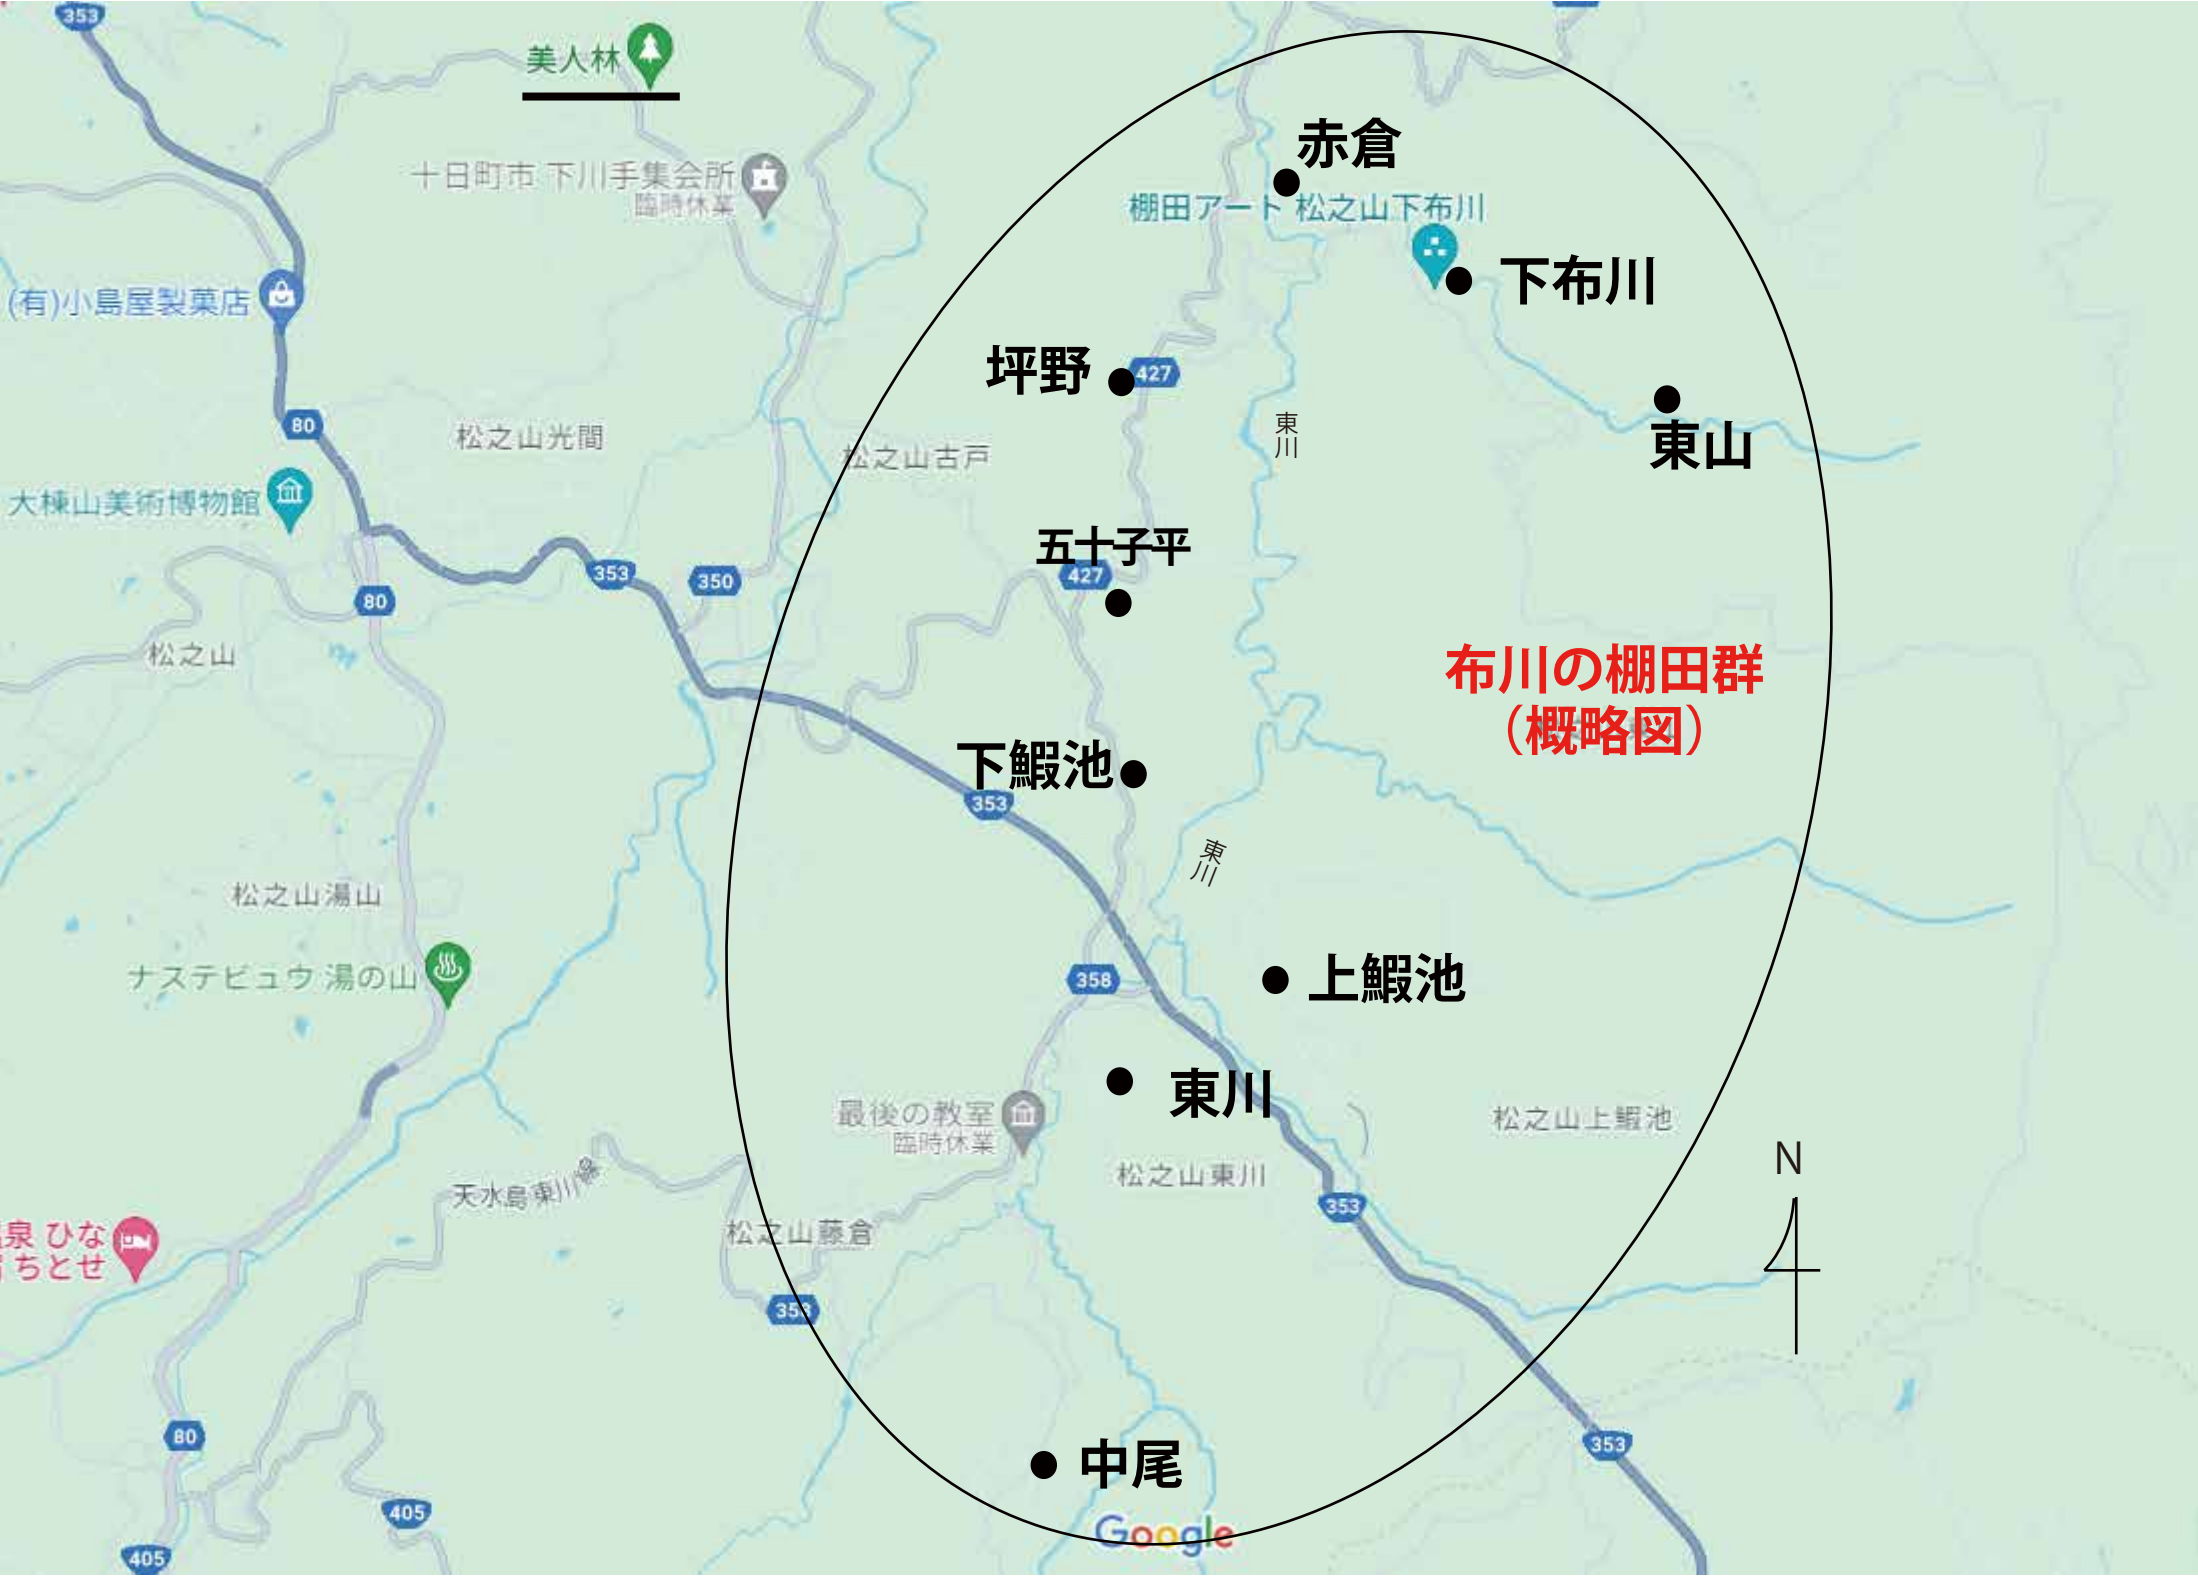 353
美人林
赤倉
十日町市 下川手集会所
臨時休業
棚田アート 松之山下布川
下布川
(有)小島屋製菓店
坪野
427
東山
80
松之山光間
東川
松之山古戸
大棟山美術博物館
五十子平
427
353
350
80
松之山
布川の棚田群
(概略図)
下鰕池
353
東川
松之山湯山
ナステビュウ 湯の山
358
上鰕池
東川
最後の教室
臨時休業
松之山上鰕池
松之山東川
N
天水島東川線
353
松之山藤倉
泉 ひな
ちとせ
353
80
353
中尾
405
Google
405